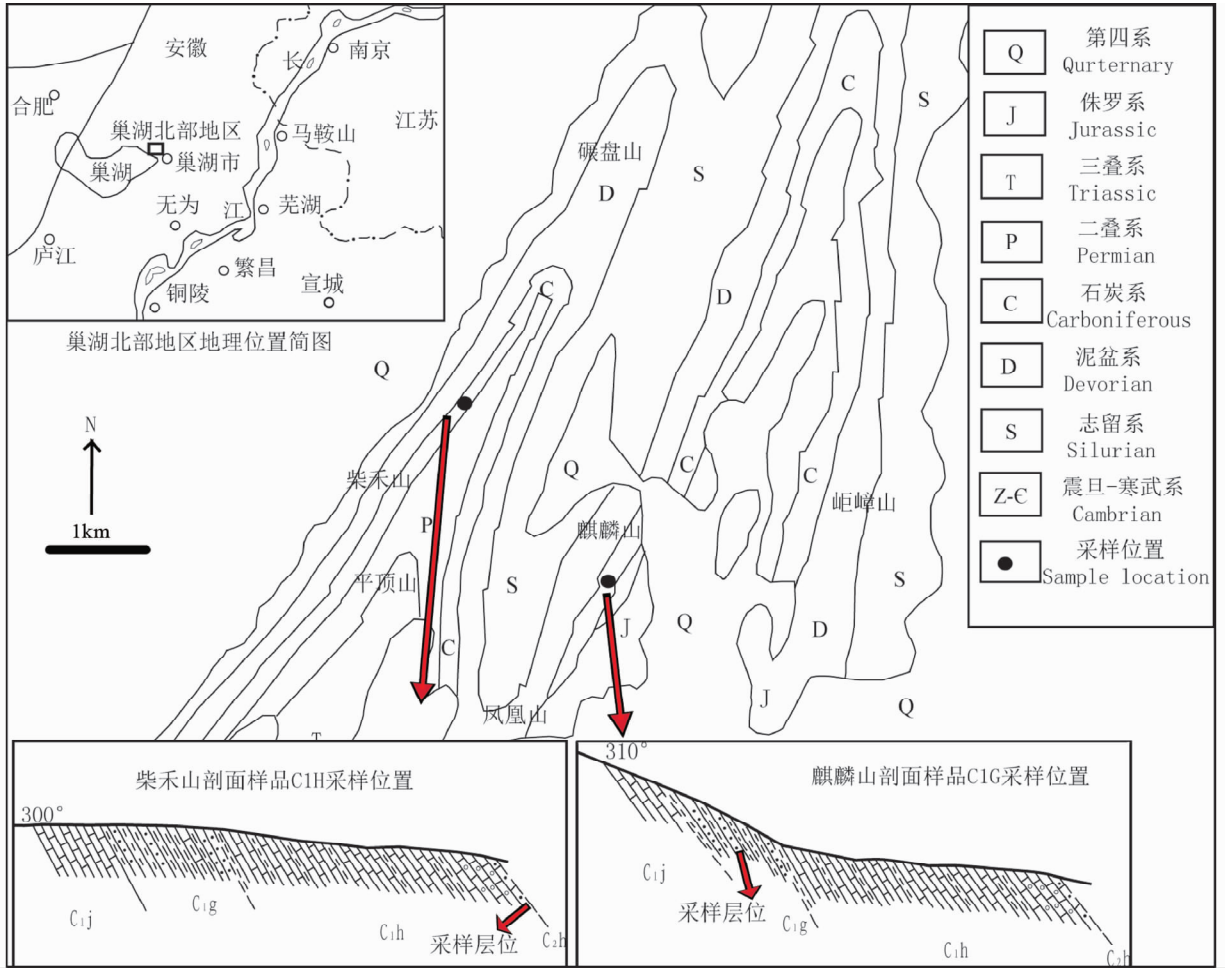 安徽
长
南京
合肥
江苏
巢湖北部地区
马鞍山
巢湖
巢湖市
无为
江
芜湖
庐江
繁昌
宣城
铜陵
巢湖北部地区地理位置简图
N
1km
碾盘山
D
S
C
S
C
D
Q
Q
C
C
柴禾山
岠嶂山
P
麒麟山
平顶山
S
S
J
Q
D
C
J
Q
凤凰山
T
Q
第四系
Qurternary
J
侏罗系
Jurassic
T
三叠系
Triassic
P
二叠系
Permian
C
石炭系
Carboniferous
D
泥盆系
Devorian
S
志留系
Silurian
Z-Є
震旦-寒武系
Cambrian
采样位置
Sample location
柴禾山剖面样品C1H采样位置
300°
C₁j
C₁g
C₁h
采样层位
C₂h
310°
麒麟山剖面样品C1G采样位置
C₁j
采样层位
C₁g
C₁h
C₂h